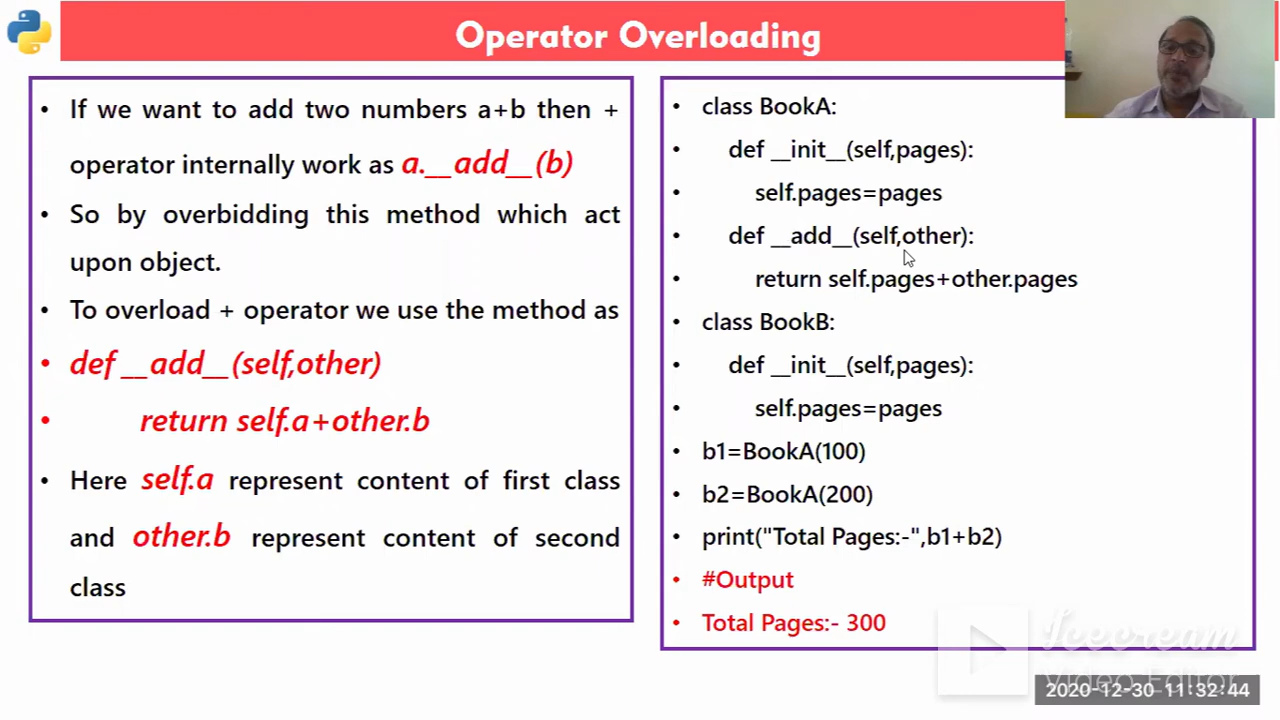 Operator Overloading
If we want to add two numbers a+b then +
operator internally work as a.__add__(b)
So by overbidding this method which act
upon object.
To overload + operator we use the method as
def __add__(self,other)
return self.a+other.b
Here self.a represent content of first class
and other.b represent content of second
class
class BookA:
def __init__(self,pages):
self.pages=pages
def __add__(self,other):
return self.pages+other.pages
class BookB:
def __init__(self,pages):
self.pages=pages
b1=BookA(100)
b2=BookA(200)
print("Total Pages:-",b1+b2)
#Output
Total Pages:- 300
Icecream
Video Editor
2020-12-30 11:32:44